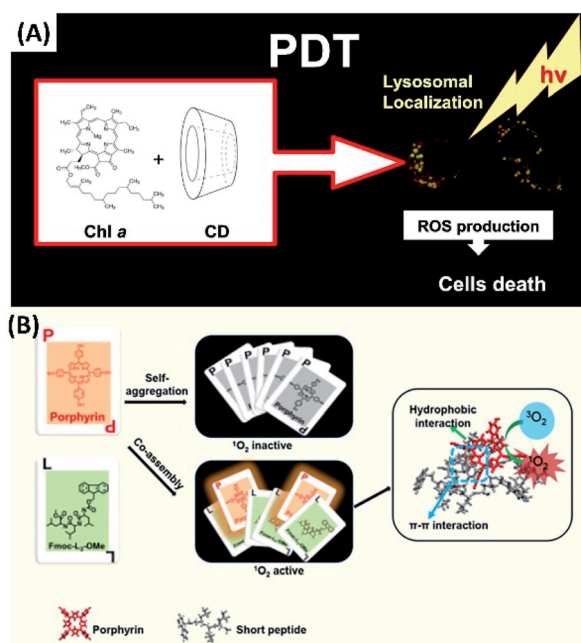 (A)
PDT
hν
Lysosomal
Localization
Chl a
+
CD
ROS production
Cells death
(B)
P
Porphyrin
P
L
Fmoc-L₃-OMe
L
Self-
aggregation
Co-assembly
Porphyrin
¹O₂ inactive
¹O₂ active
Hydrophobic
interaction
³O₂
¹O₂
π-π interaction
Porphyrin
Short peptide